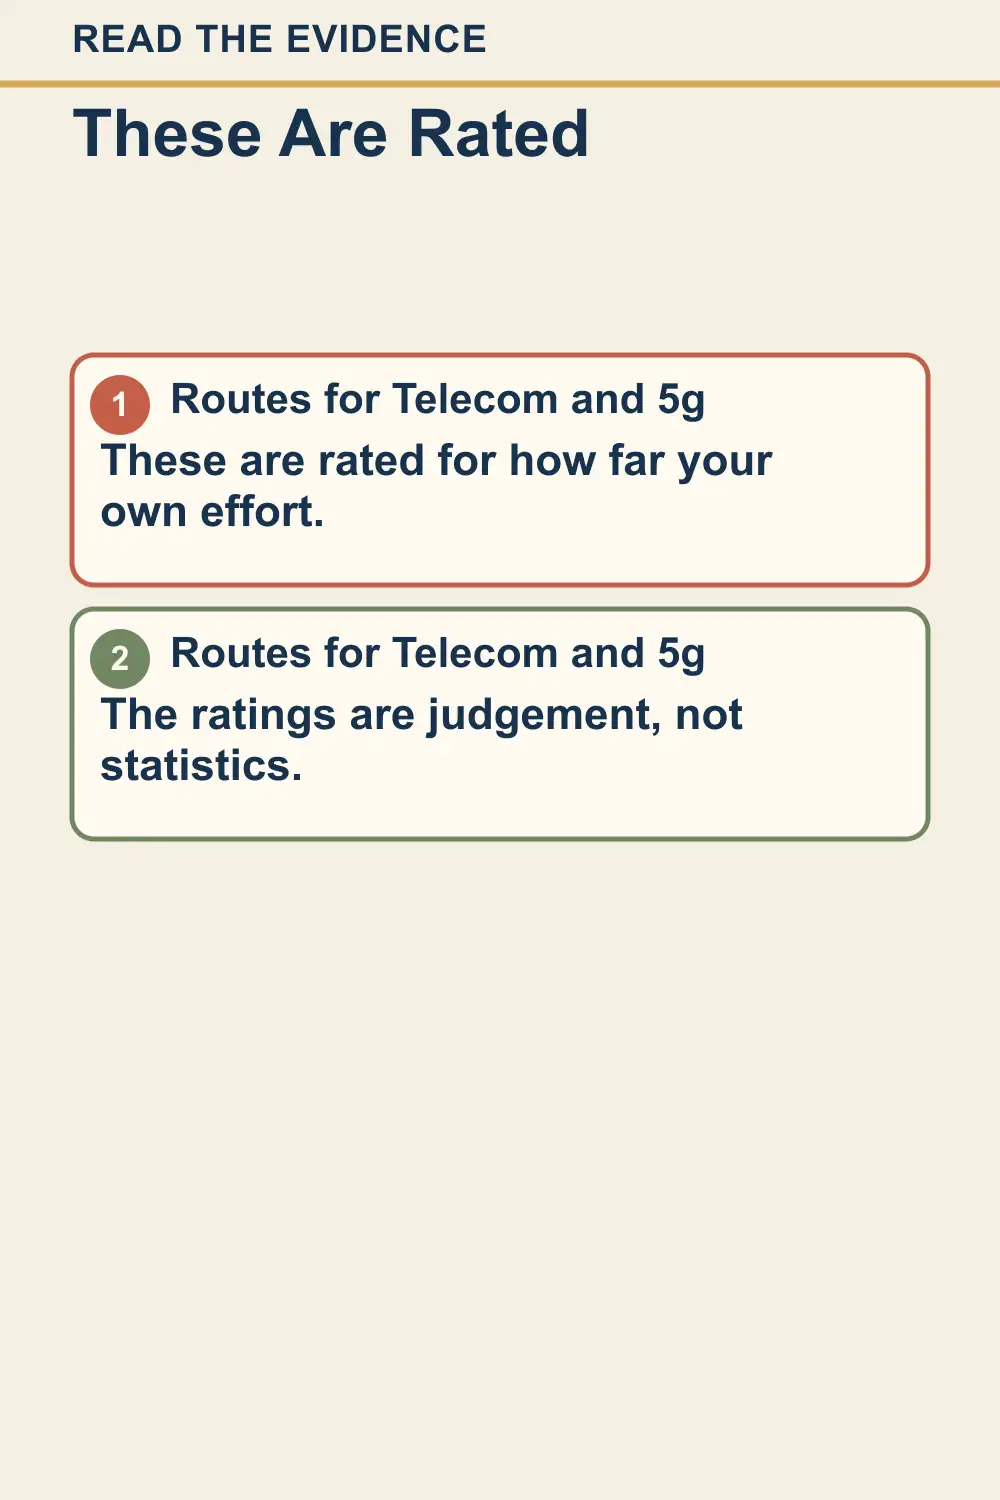 READ THE EVIDENCE
These Are Rated
1 Routes for Telecom and 5g
These are rated for how far your
own effort.
2 Routes for Telecom and 5g
The ratings are judgement, not
statistics.